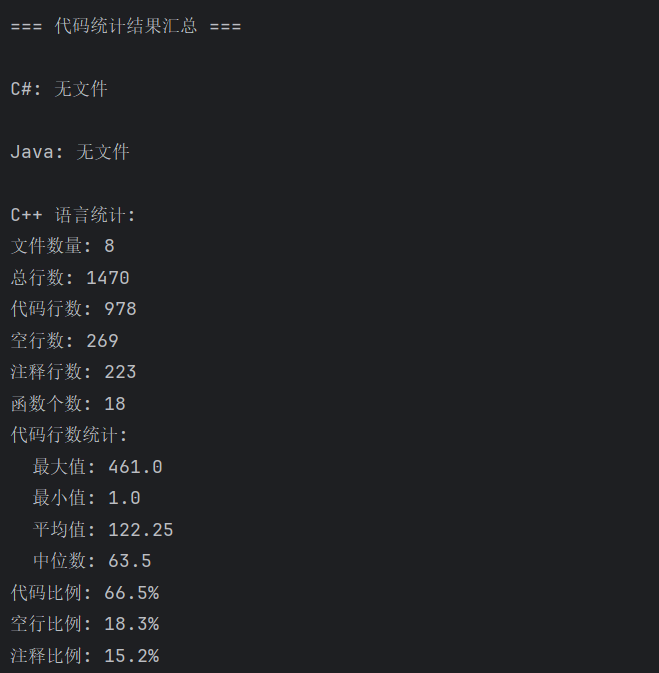 === 代码统计结果汇总 ===
C#: 无文件
Java: 无文件
C++ 语言统计:
文件数量: 8
总行数: 1470
代码行数: 978
空行数: 269
注释行数: 223
函数个数: 18
代码行数统计:
最大值: 461.0
最小值: 1.0
平均值: 122.25
中位数: 63.5
代码比例: 66.5%
空行比例: 18.3%
注释比例: 15.2%